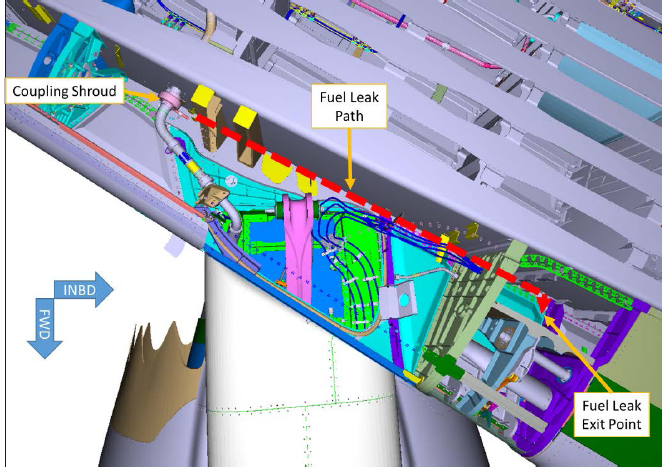 Coupling Shroud
Fuel Leak
Path
INBD
FWD
Fuel Leak
Exit Point